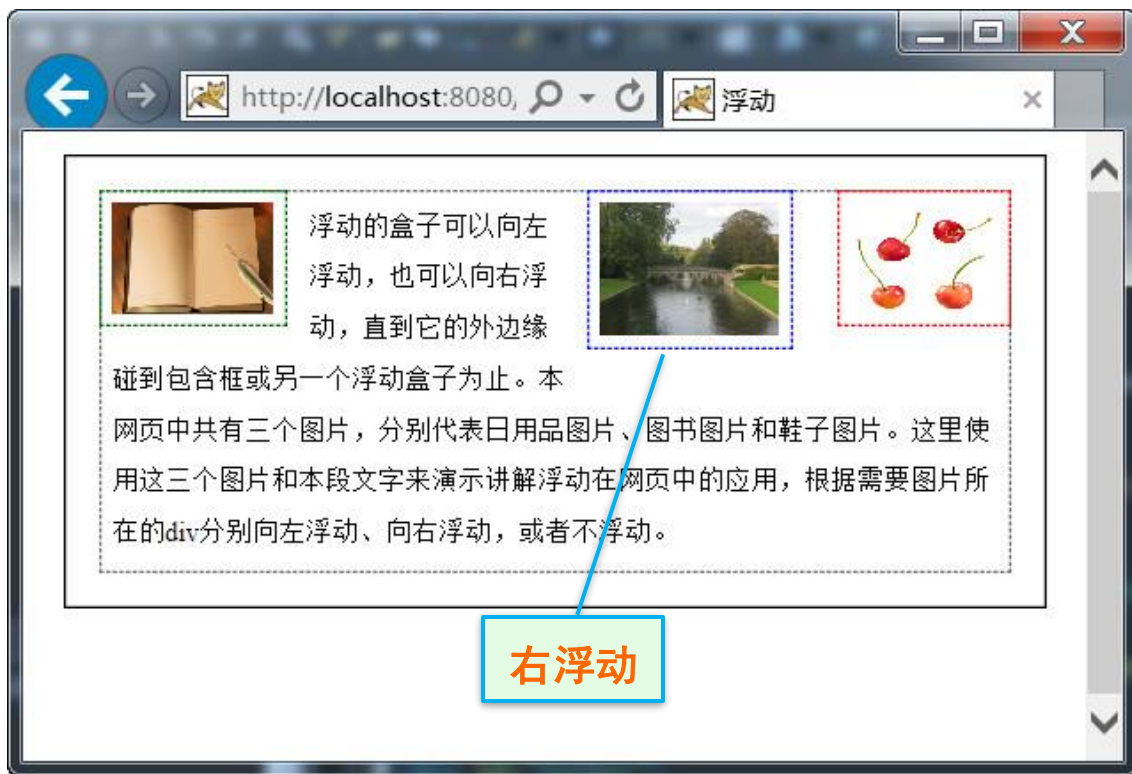 http://localhost:8080,
浮动
浮动的盒子可以向左
浮动，也可以向右浮
动，直到它的外边缘
碰到包含框或另一个浮动盒子为止。本
网页中共有三个图片，分别代表日用品图片、图书图片和鞋子图片。这里使
用这三个图片和本段文字来演示讲解浮动在网页中的应用，根据需要图片所
在的div分别向左浮动、向右浮动，或者不浮动。
右浮动